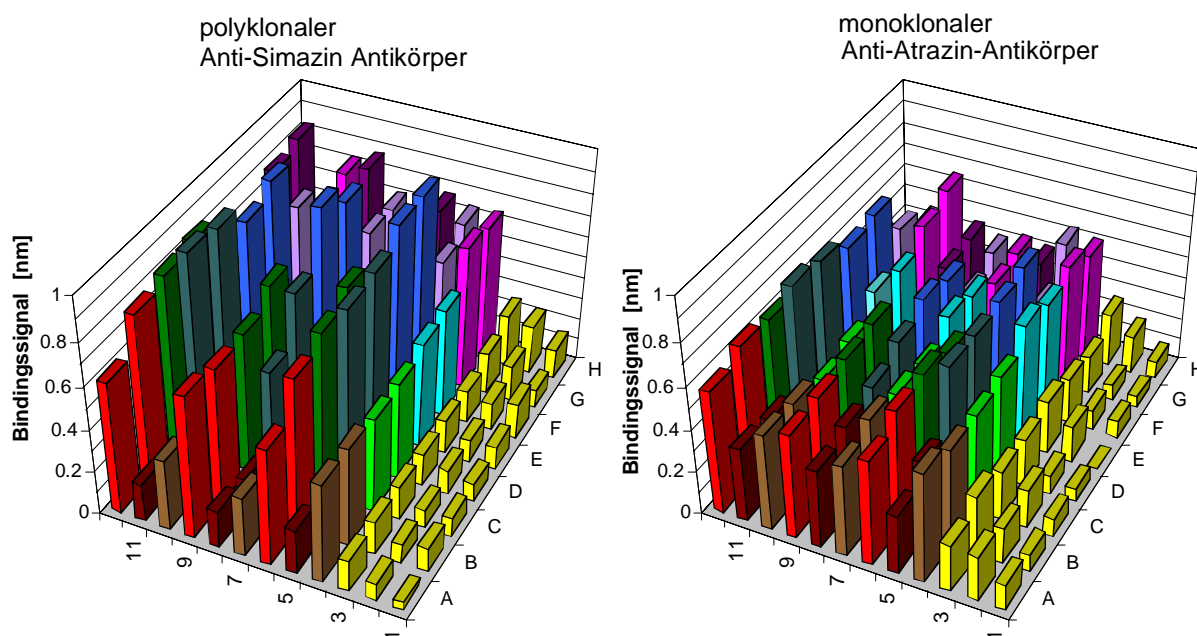 polyklonaler
Anti-Simazin Antikörper
Bindingssignal [nm]
1
0.8
0.6
0.4
0.2
0
11
9
7
5
3
1
A
B
C
D
E
F
G
H
monoklonaler
Anti-Atrazin-Antikörper
Bindingssignal [nm]
1
0.8
0.6
0.4
0.2
0
11
9
7
5
3
1
A
B
C
D
E
F
G
H